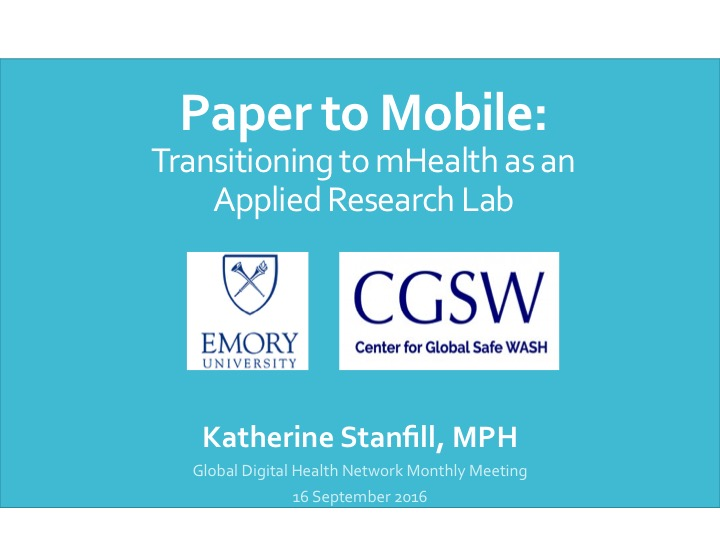 Paper to Mobile:
Transitioning to mHealth as an
Applied Research Lab
EMORY
UNIVERSITY
CGSW
Center for Global Safe WASH
Katherine Stanfill, MPH
Global Digital Health Network Monthly Meeting
16 September 2016